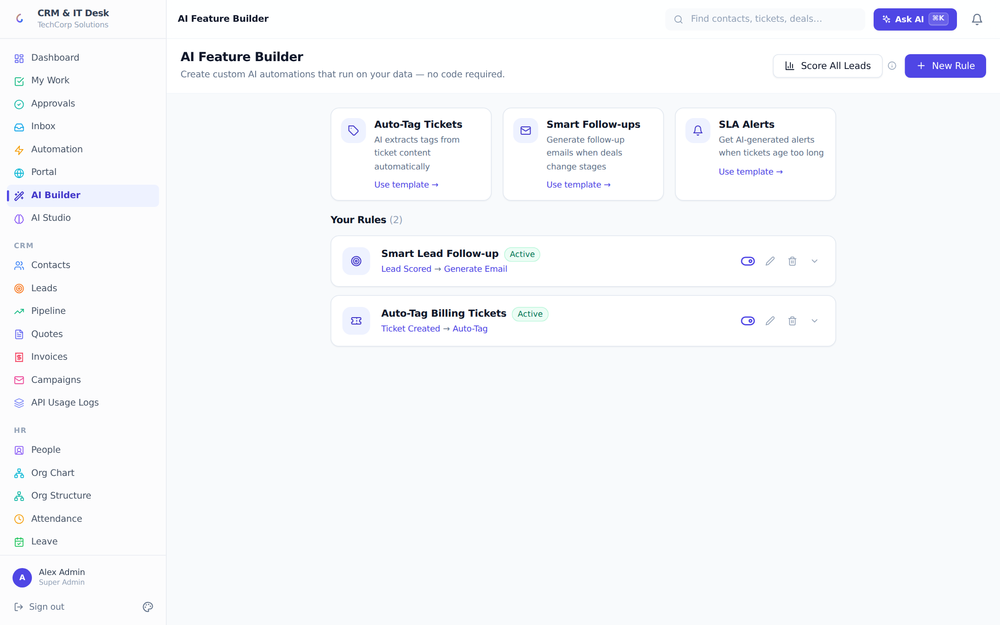 CRM & IT Desk
TechCorp Solutions
Dashboard
My Work
Approvals
Inbox
Automation
Portal
AI Builder
AI Studio
CRM
Contacts
Leads
Pipeline
Quotes
Invoices
Campaigns
API Usage Logs
HR
People
Org Chart
Org Structure
Attendance
Leave
A
Alex Admin
Super Admin
Sign out
AI Feature Builder
Find contacts, tickets, deals...
Ask AI ⌘K
AI Feature Builder
Create custom AI automations that run on your data — no code required.
Score All Leads
New Rule
Auto-Tag Tickets
AI extracts tags from
ticket content
automatically
Use template →
Smart Follow-ups
Generate follow-up
emails when deals
change stages
Use template →
SLA Alerts
Get AI-generated alerts
when tickets age too long
Use template →
Your Rules (2)
Smart Lead Follow-up Active
Lead Scored → Generate Email
Auto-Tag Billing Tickets Active
Ticket Created → Auto-Tag